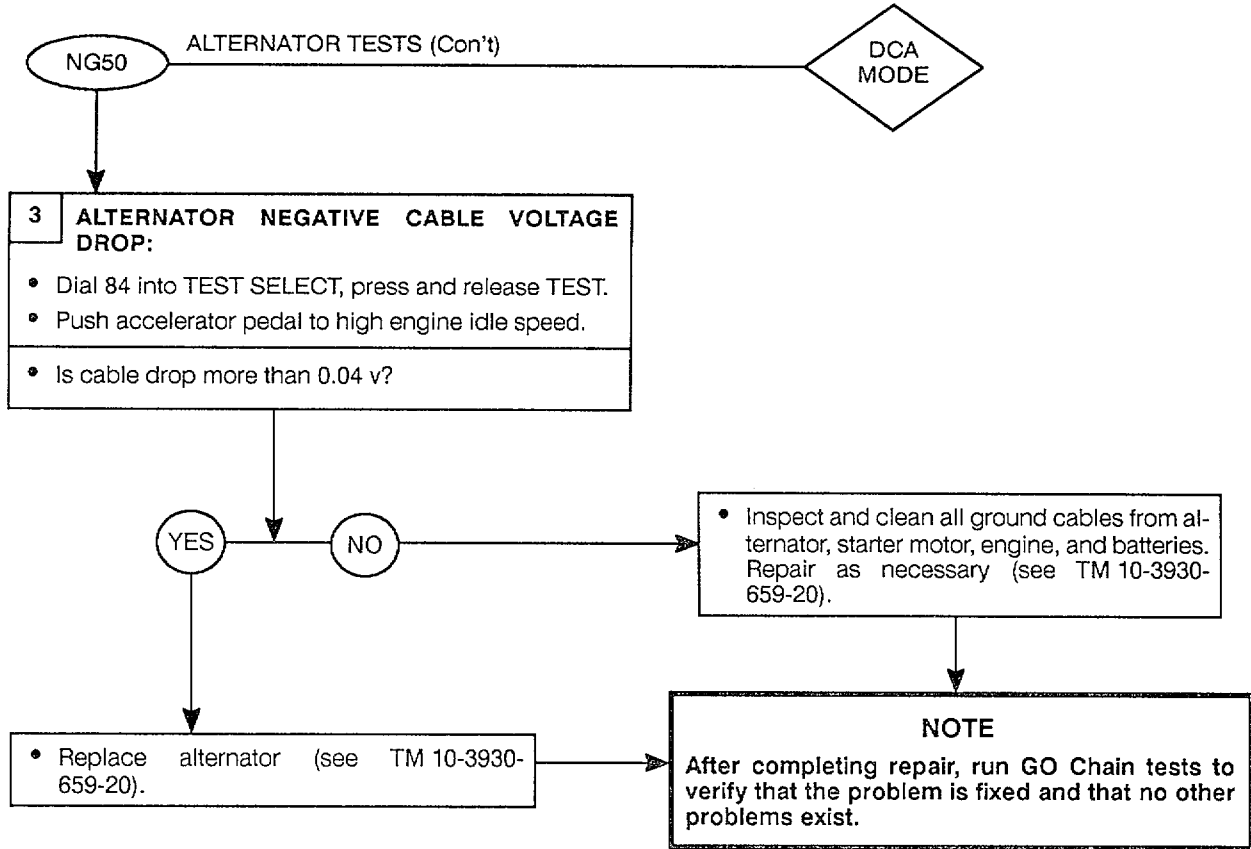 NG50
ALTERNATOR TESTS (Con't)
DCA
MODE
3
ALTERNATOR NEGATIVE CABLE VOLTAGE
DROP:
• Dial 84 into TEST SELECT, press and release TEST.
• Push accelerator pedal to high engine idle speed.
• Is cable drop more than 0.04 v?
YES
NO
• Inspect and clean all ground cables from al-
ternator, starter motor, engine, and batteries.
Repair as necessary (see TM 10-3930-
659-20).
• Replace alternator (see TM 10-3930-
659-20).
NOTE
After completing repair, run GO Chain tests to
verify that the problem is fixed and that no other
problems exist.